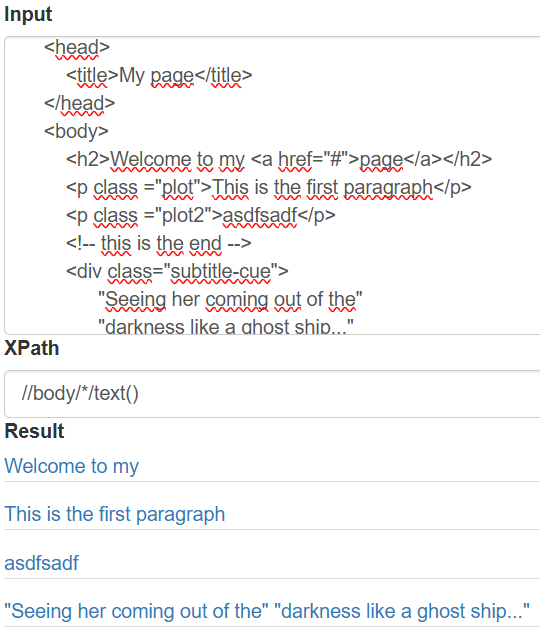 Input
<head>
<title>My page</title>
</head>
<body>
<h2>Welcome to my <a href="#">page</a></h2>
<p class ="plot">This is the first paragraph</p>
<p class ="plot2">asdfsadf</p>
<!-- this is the end -->
<div class="subtitle-cue">
"Seeing her coming out of the"
"darkness like a ghost ship..."
XPath
//body/*/text()
Result
Welcome to my
This is the first paragraph
asdfsadf
"Seeing her coming out of the" "darkness like a ghost ship..."